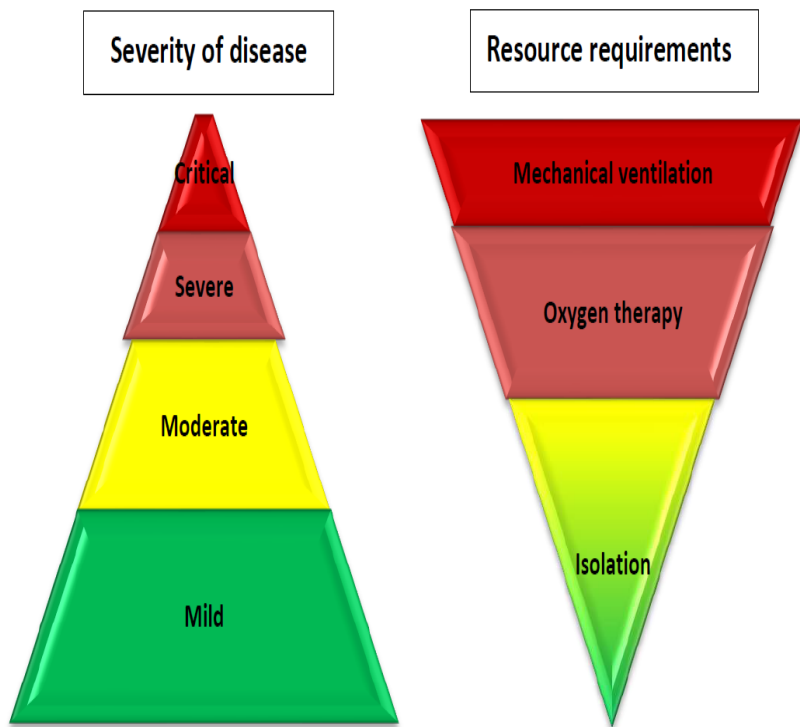 Severity of disease
Resource requirements
Critical
Severe
Moderate
Mild
Mechanical ventilation
Oxygen therapy
Isolation